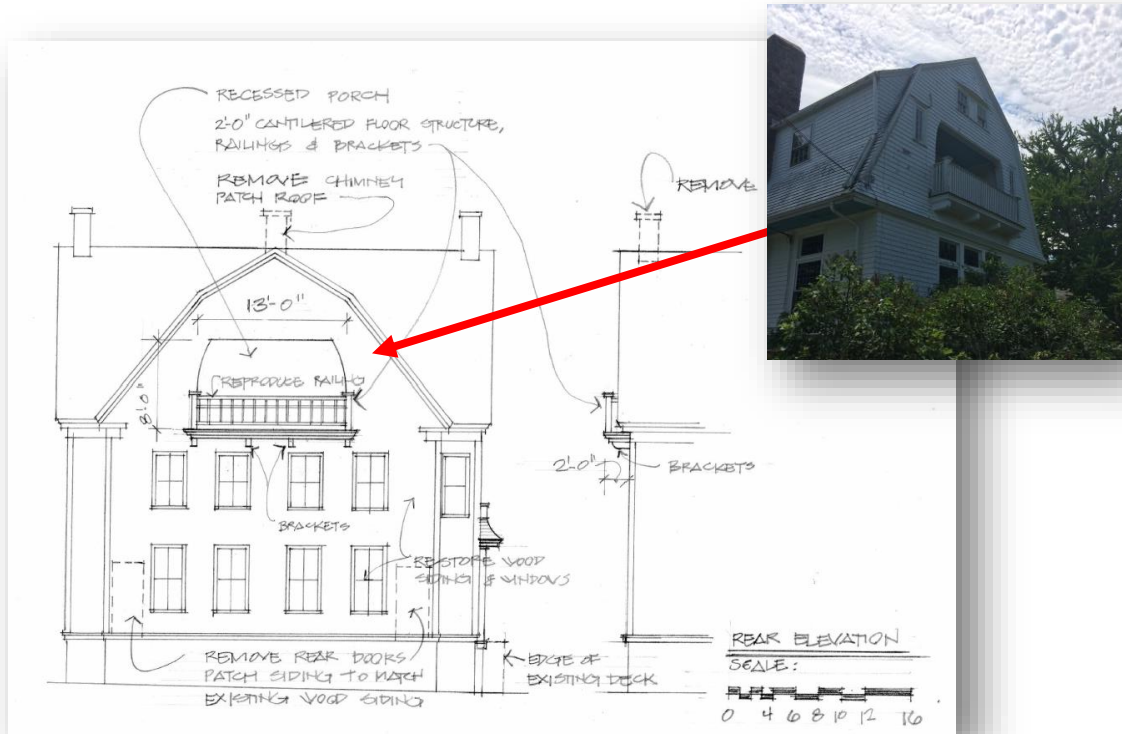 RECESSED PORCH
2'-0" CANTILERED FLOOR STRUCTURE,
RAILINGS & BRACKETS
REMOVE CHIMNEY
PATCH ROOF
REMOVE
13'-0"
8'-0"
REPRODUCE RAILING
2'-0"
BRACKETS
BRACKETS
RESTORE WOOD
SIDING & WINDOWS
REMOVE REAR DOORS
PATCH SIDING TO MATCH
EXISTING WOOD SIDING
EDGE OF
EXISTING DECK
REAR ELEVATION
SCALE:
0 4 6 8 10 12 16